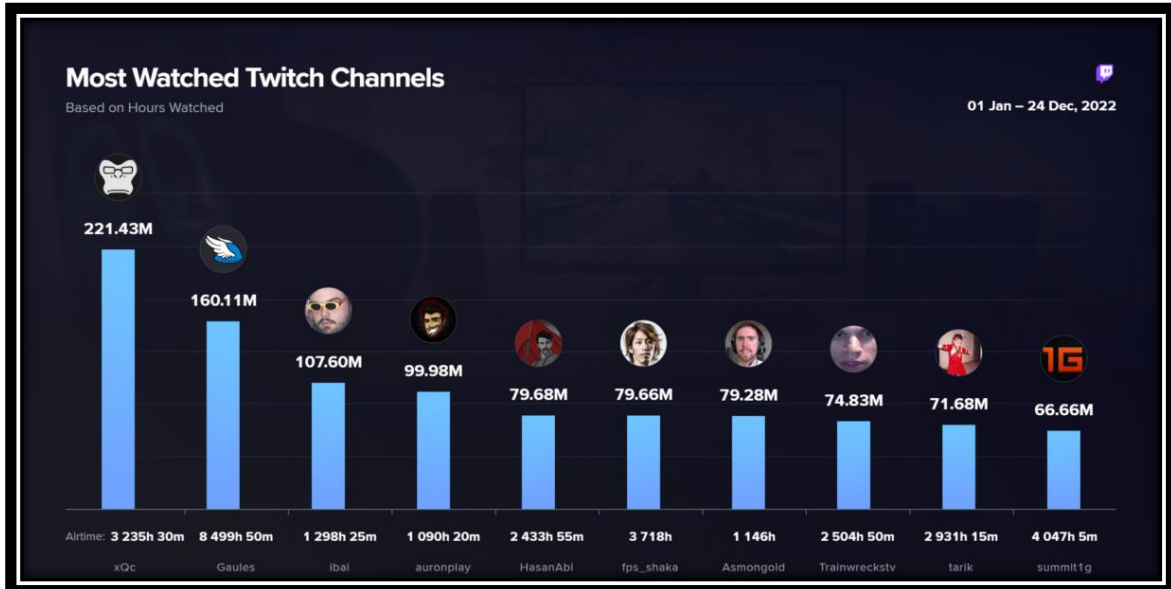 Most Watched Twitch Channels
Based on Hours Watched
01 Jan – 24 Dec, 2022
221.43M
160.11M
107.60M
99.98M
79.68M
79.66M
79.28M
74.83M
71.68M
66.66M
1G
Airtime: 3 235h 30m 8 499h 50m 1 298h 25m 1 090h 20m 2 433h 55m 3 718h 1 146h 2 504h 50m 2 931h 15m 4 047h 5m
xQc Gaules ibai auronplay HasanAbi fps_shaka Asmongold Trainwreckstv tarik summit1g